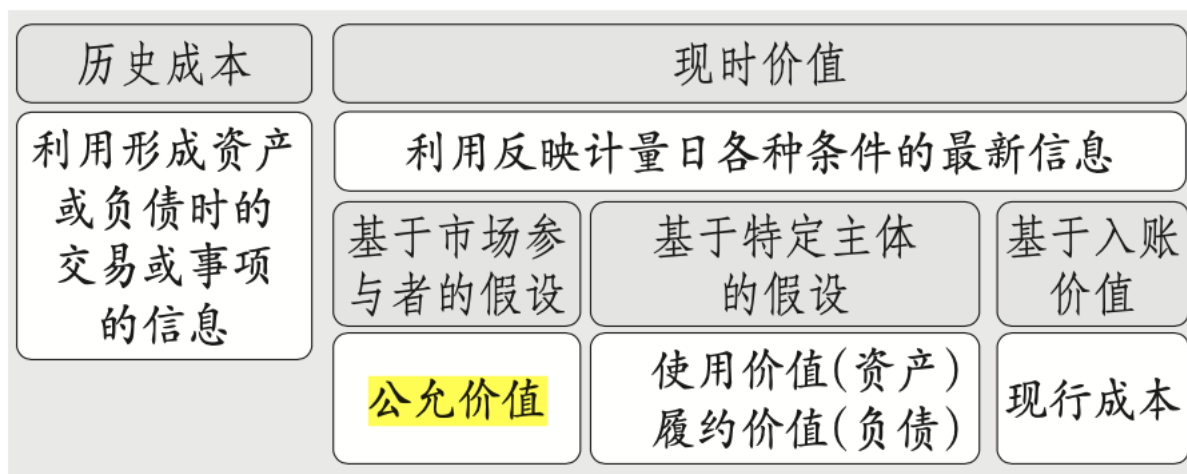 历史成本
现时价值
利用形成资产
或负债时的
交易或事项
的信息
利用反映计量日各种条件的最新信息
基于市场参
与者的假设
基于特定主体
的假设
基于入账
价值
公允价值
使用价值(资产)
履约价值(负债)
现行成本